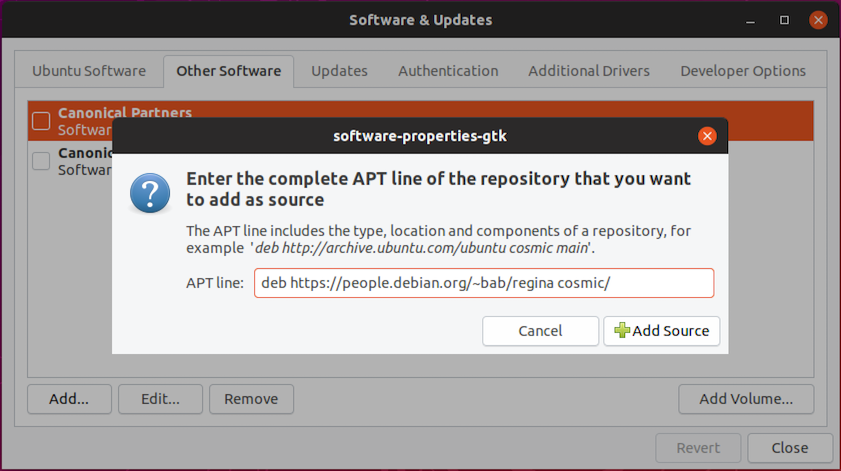 Software & Updates
Ubuntu Software Other Software Updates Authentication Additional Drivers Developer Options
Canonical Partners
Softwar
Canonic
Softwar
software-properties-gtk
Enter the complete APT line of the repository that you want
to add as source
The APT line includes the type, location and components of a repository, for
example 'deb http://archive.ubuntu.com/ubuntu cosmic main'.
APT line: deb https://people.debian.org/~bab/regina cosmic/
Cancel Add Source
Add... Edit... Remove Add Volume...
Revert Close